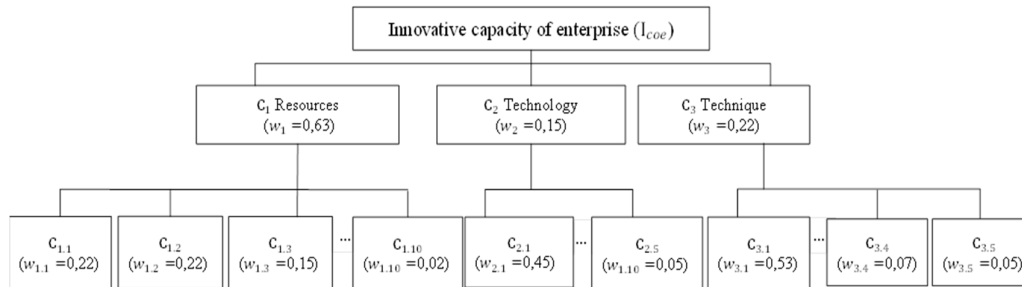 Innovative capacity of enterprise (I_coe)
C₁ Resources
(w₁ =0,63)
C₂ Technology
(w₂ =0,15)
C₃ Technique
(w₃ =0,22)
C₁.₁
(w₁.₁ =0,22)
C₁.₂
(w₁.₂ =0,22)
C₁.₃
(w₁.₃ =0,15)
...
C₁.₁₀
(w₁.₁₀ =0,02)
C₂.₁
(w₂.₁ =0,45)
...
C₂.₅
(w₁.₁₀ =0,05)
C₃.₁
(w₃.₁ =0,53)
...
C₃.₄
(w₃.₄ =0,07)
C₃.₅
(w₃.₅ =0,05)